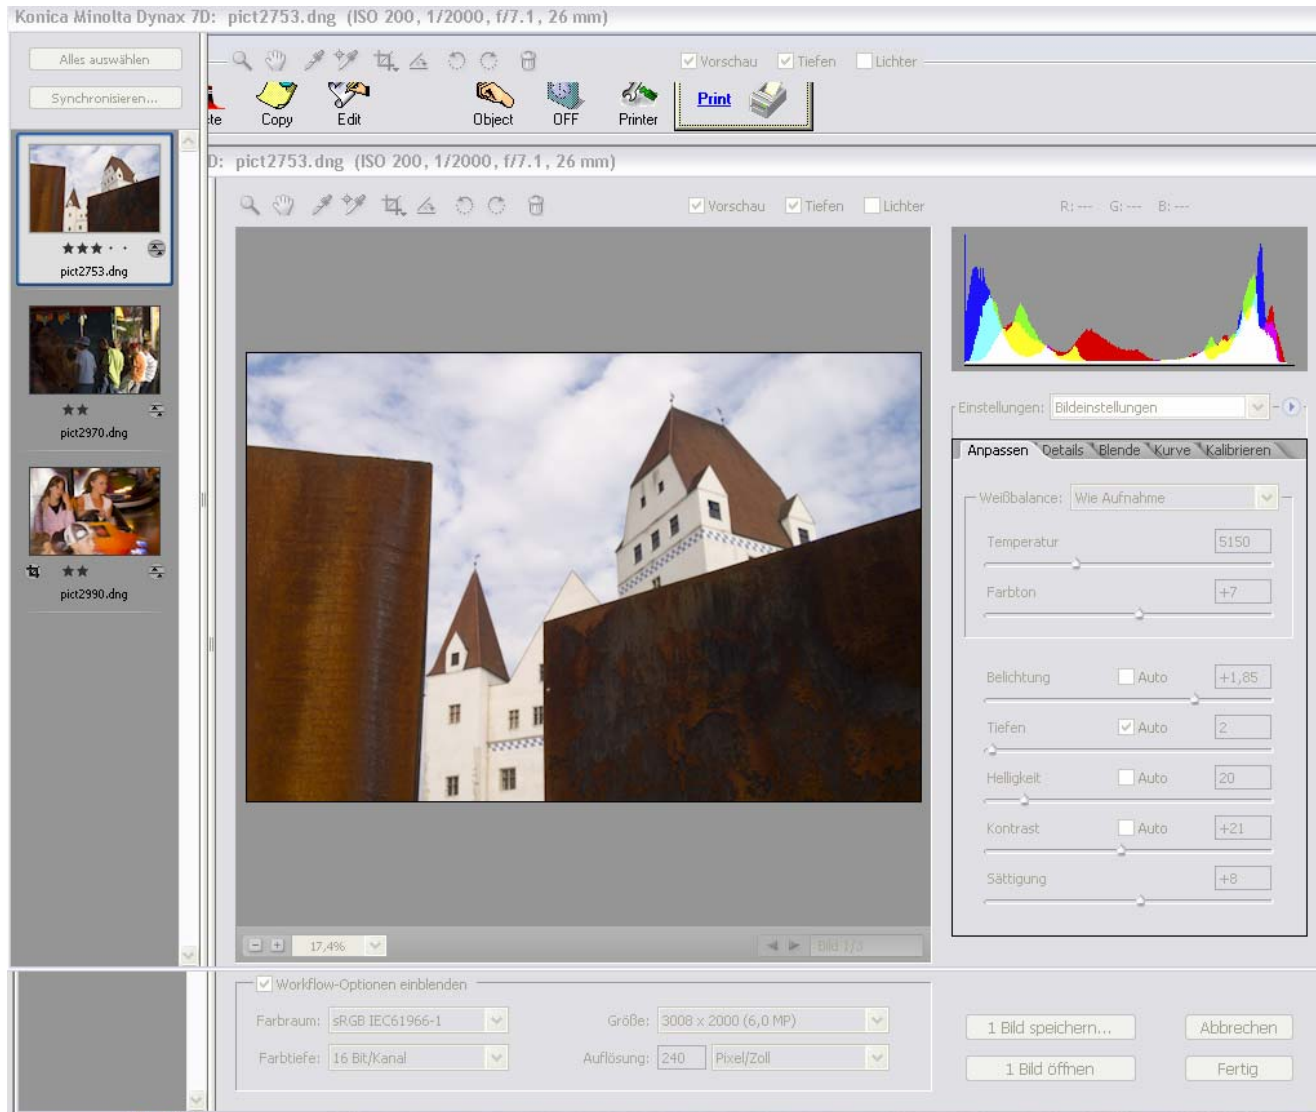 Konica Minolta Dynax 7D: pict2753.dng (ISO 200, 1/2000, f/7.1, 26 mm)
Alles auswählen
Synchronisieren...
Vorschau Tiefen Lichter
te Copy Edit Object OFF Printer Print
D: pict2753.dng (ISO 200, 1/2000, f/7.1, 26 mm)
Vorschau Tiefen Lichter R: --- G: --- B: ---
pict2753.dng
pict2970.dng
pict2990.dng
Einstellungen: Bildeinstellungen
Anpassen Details Blende Kurve Kalibrieren
Weißbalance: Wie Aufnahme
Temperatur 5150
Farbton +7
Belichtung Auto +1,85
Tiefen Auto 2
Helligkeit Auto 20
Kontrast Auto +21
Sättigung +8
17,4% Bild 1/3
Workflow-Optionen einblenden
Farbraum: sRGB IEC61966-1 Größe: 3008 x 2000 (6,0 MP)
Farbtiefe: 16 Bit/Kanal Auflösung: 240 Pixel/Zoll
1 Bild speichern... Abbrechen
1 Bild öffnen Fertig